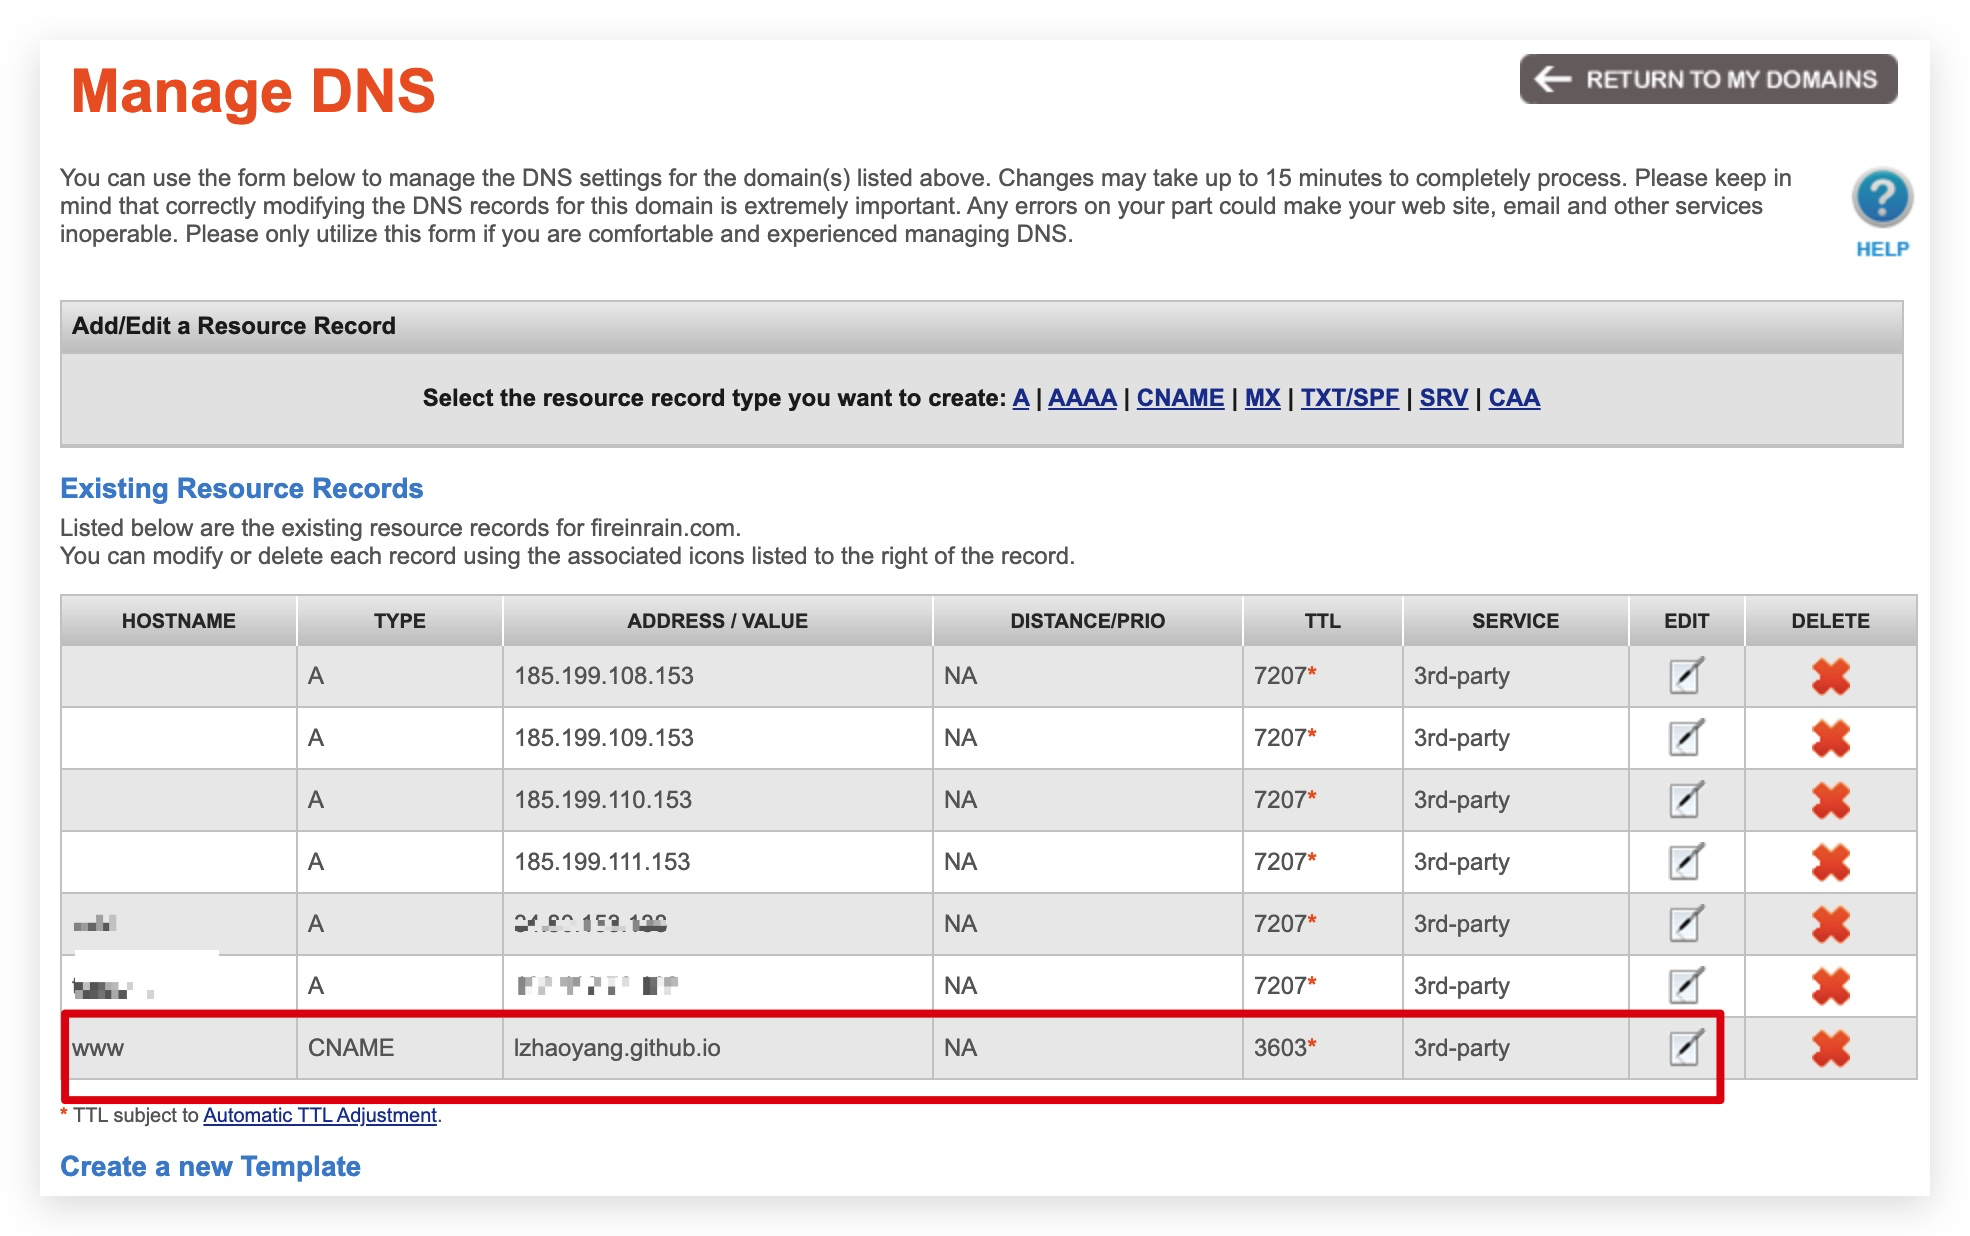 Manage DNS
RETURN TO MY DOMAINS
You can use the form below to manage the DNS settings for the domain(s) listed above. Changes may take up to 15 minutes to completely process. Please keep in
mind that correctly modifying the DNS records for this domain is extremely important. Any errors on your part could make your web site, email and other services
inoperable. Please only utilize this form if you are comfortable and experienced managing DNS.
HELP
Add/Edit a Resource Record
Select the resource record type you want to create: A | AAAA | CNAME | MX | TXT/SPF | SRV | CAA
Existing Resource Records
Listed below are the existing resource records for fireinrain.com.
You can modify or delete each record using the associated icons listed to the right of the record.
HOSTNAME TYPE ADDRESS / VALUE DISTANCE/PRIO TTL SERVICE EDIT DELETE
A 185.199.108.153 NA 7207* 3rd-party
A 185.199.109.153 NA 7207* 3rd-party
A 185.199.110.153 NA 7207* 3rd-party
A 185.199.111.153 NA 7207* 3rd-party
A NA 7207* 3rd-party
A NA 7207* 3rd-party
www CNAME lzhaoyang.github.io NA 3603* 3rd-party
* TTL subject to Automatic TTL Adjustment.
Create a new Template